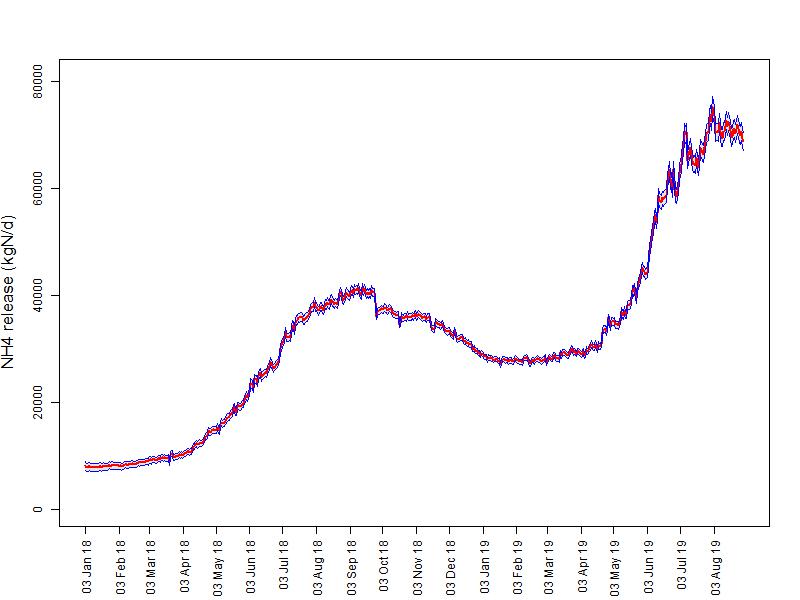 NH4 release (kgN/d)
80000
60000
40000
20000
0
03 Jan 18
03 Feb 18
03 Mar 18
03 Apr 18
03 May 18
03 Jun 18
03 Jul 18
03 Aug 18
03 Sep 18
03 Oct 18
03 Nov 18
03 Dec 18
03 Jan 19
03 Feb 19
03 Mar 19
03 Apr 19
03 May 19
03 Jun 19
03 Jul 19
03 Aug 19